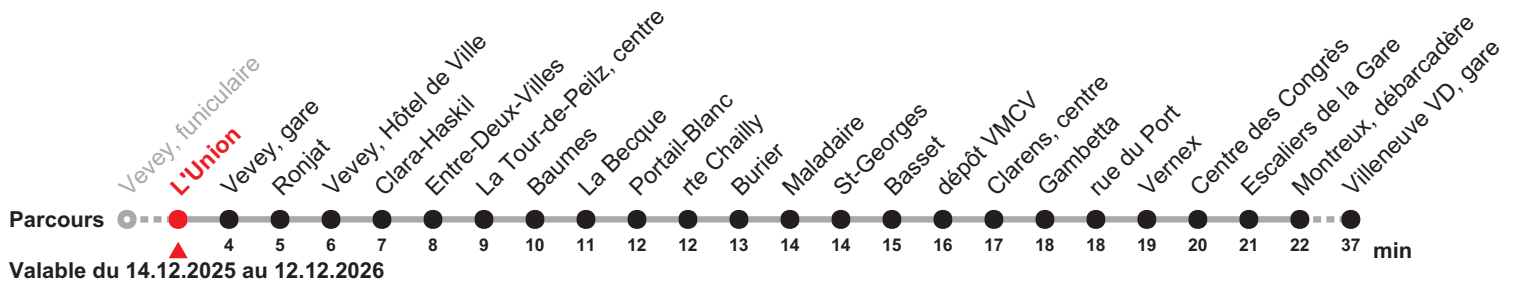 Vevey, funiculaire
L'Union
Vevey, gare
Ronjat
Vevey, Hôtel de Ville
Clara-Haskil
Entre-Deux-Villes
La Tour-de-Peilz, centre
Baumes
La Becque
Portail-Blanc
rte Chailly
Burier
Maladaire
St-Georges
Basset
dépôt VMCV
Clarens, centre
Gambetta
rue du Port
Vernex
Centre des Congrès
Escaliers de la Gare
Montreux, débarcadère
Villeneuve VD, gare
Parcours
4 5 6 7 8 9 10 11 12 12 13 14 14 15 16 17 18 18 19 20 21 22 37 min
Valable du 14.12.2025 au 12.12.2026